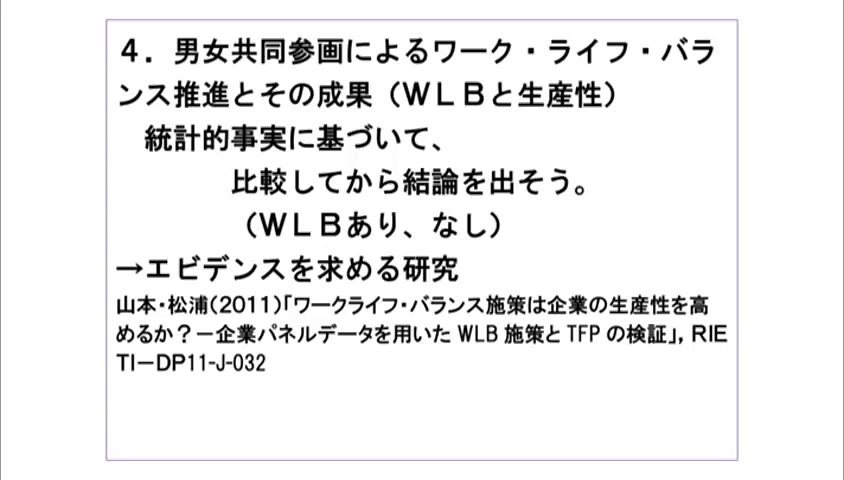 ４．男女共同参画によるワーク・ライフ・バラ
ンス推進とその成果（ＷＬＢと生産性）
統計的事実に基づいて、
比較してから結論を出そう。
（ＷＬＢあり、なし）
→エビデンスを求める研究
山本・松浦（２０１１）「ワークライフ・バランス施策は企業の生産性を高
めるか？－企業パネルデータを用いた WLB 施策と TFP の検証」，RIE
TI－DP11-J-032